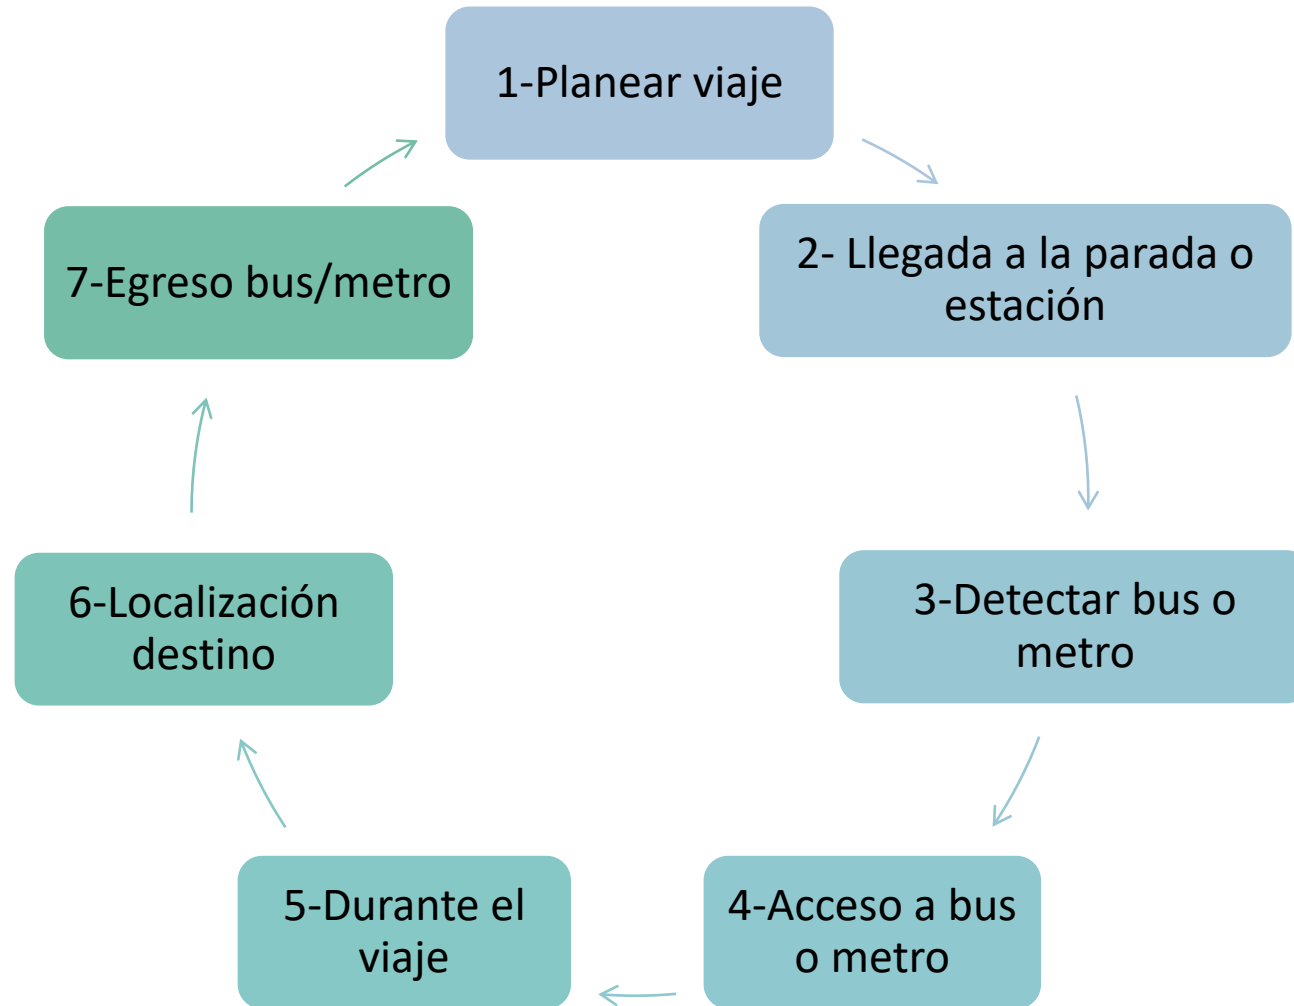 1-Planear viaje
2- Llegada a la parada o
estación
3-Detectar bus o
metro
4-Acceso a bus
o metro
5-Durante el
viaje
6-Localización
destino
7-Egreso bus/metro